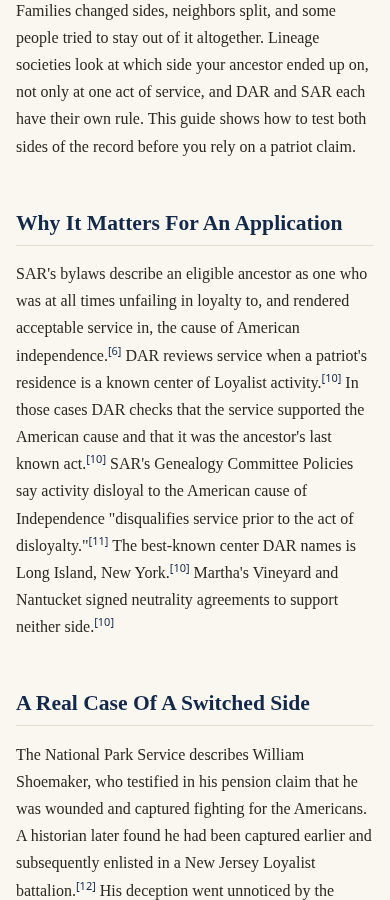 Families changed sides, neighbors split, and some
people tried to stay out of it altogether. Lineage
societies look at which side your ancestor ended up on,
not only at one act of service, and DAR and SAR each
have their own rule. This guide shows how to test both
sides of the record before you rely on a patriot claim.
Why It Matters For An Application
SAR's bylaws describe an eligible ancestor as one who
was at all times unfailing in loyalty to, and rendered
acceptable service in, the cause of American
independence.[6] DAR reviews service when a patriot's
residence is a known center of Loyalist activity.[10] In
those cases DAR checks that the service supported the
American cause and that it was the ancestor's last
known act.[10] SAR's Genealogy Committee Policies
say activity disloyal to the American cause of
Independence "disqualifies service prior to the act of
disloyalty."[11] The best-known center DAR names is
Long Island, New York.[10] Martha's Vineyard and
Nantucket signed neutrality agreements to support
neither side.[10]
A Real Case Of A Switched Side
The National Park Service describes William
Shoemaker, who testified in his pension claim that he
was wounded and captured fighting for the Americans.
A historian later found he had been captured earlier and
subsequently enlisted in a New Jersey Loyalist
battalion.[12] His deception went unnoticed by the